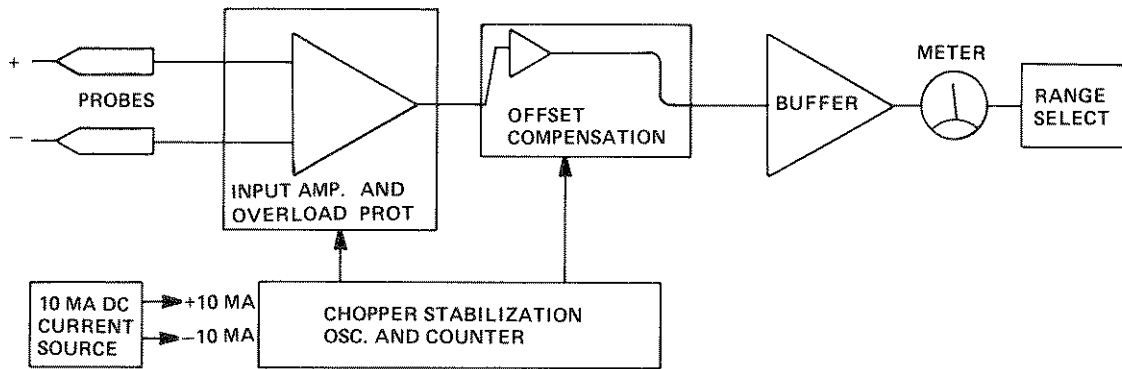 +
PROBES
−
INPUT AMP. AND
OVERLOAD PROT
OFFSET
COMPENSATION
BUFFER
METER
RANGE
SELECT
10 MA DC
CURRENT
SOURCE
+10 MA
−10 MA
CHOPPER STABILIZATION
OSC. AND COUNTER